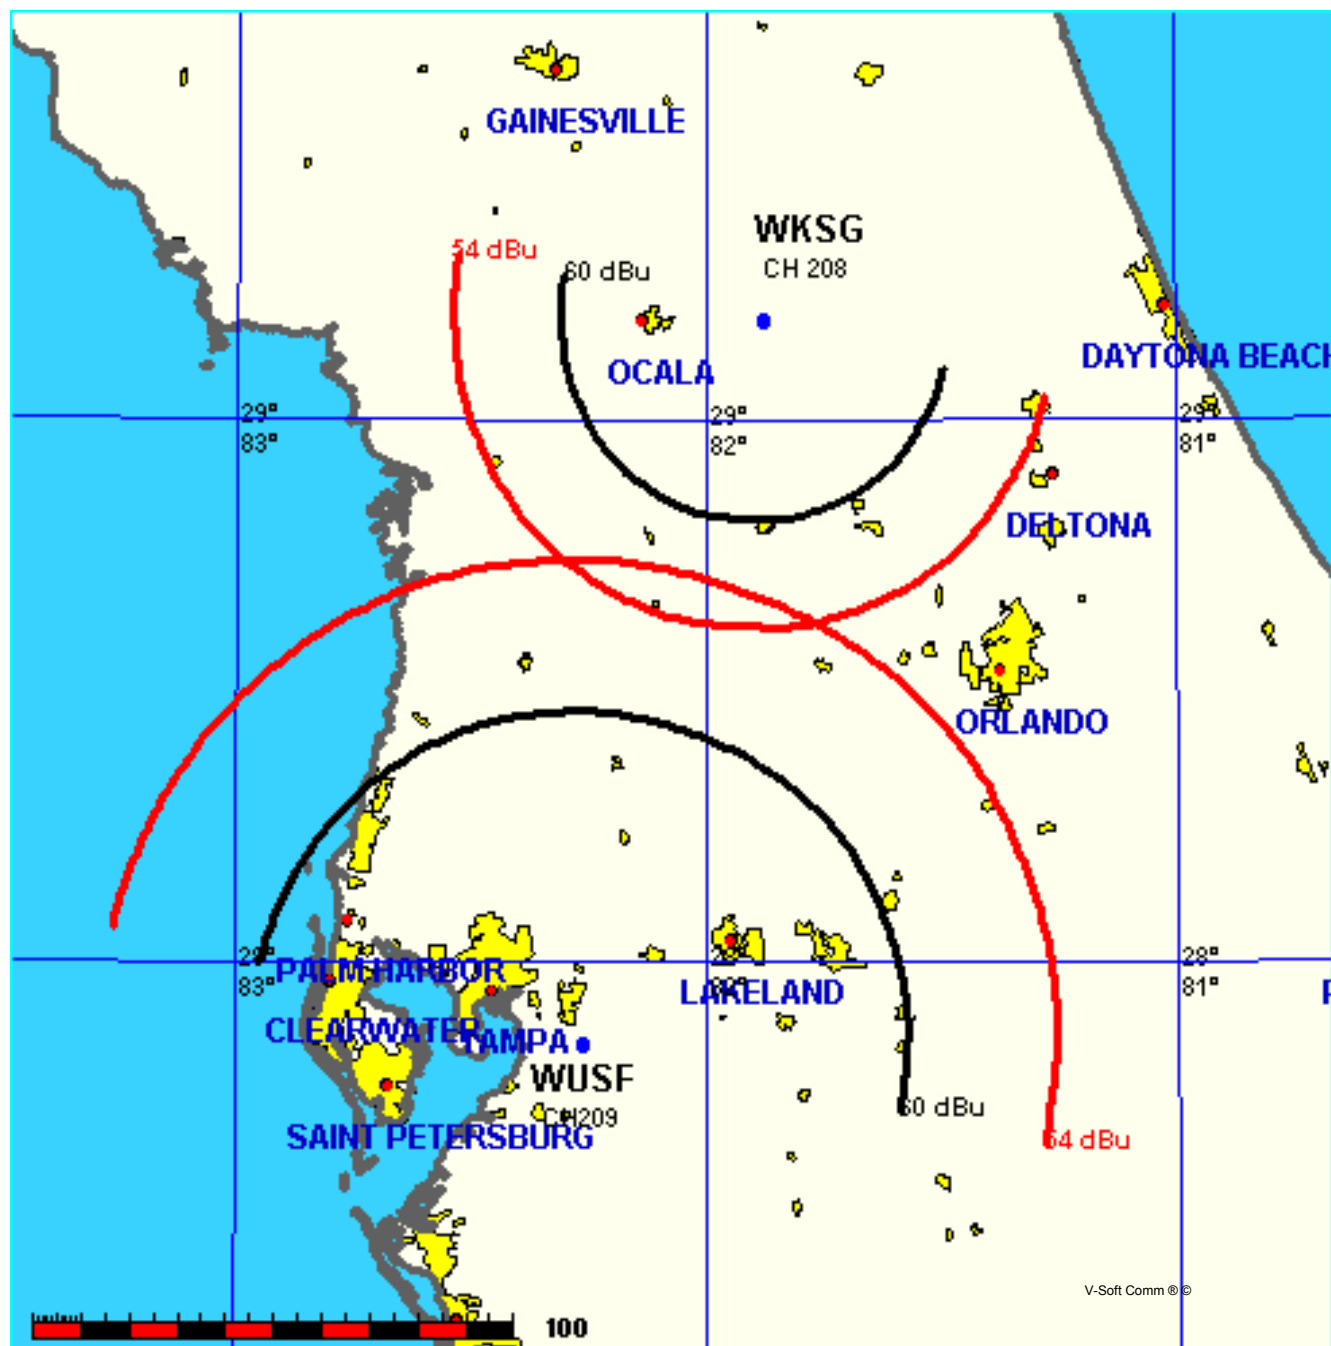 GAINESVILLE
WKSG
54 dBu
60 dBu
CH 208
DAYTONA BEACH
OCALA
29° 29° 29°
83° 82° 81°
DELTONA
ORLANDO
28° 28°
PALM HARBOR
83° LAKELAND 81°
CLEARWATER
TAMPA
WUSF
60 dBu
CH209
SAINT PETERSBURG
54 dBu
V-Soft Comm ® ©
100